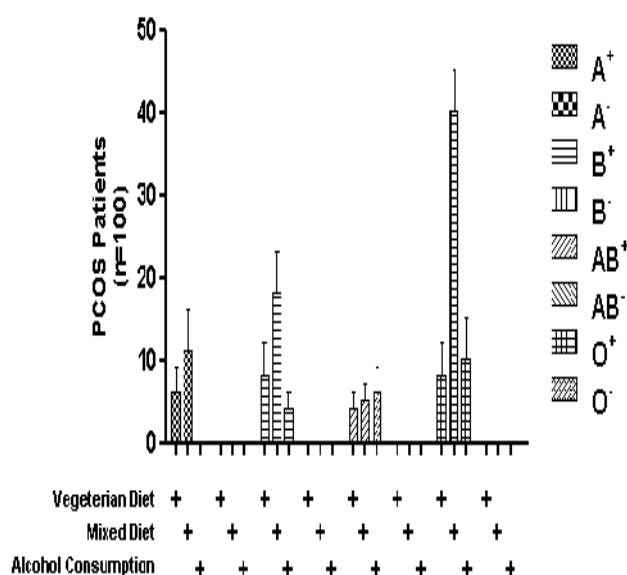 50
40
30
20
10
0
PCOS Patients
(n=100)
A+
A-
B+
B-
AB+
AB-
O+
O-
Vegeterian Diet + + + + + + + +
Mixed Diet + + + + + + + +
Alcohol Consumption + + + + + + + +